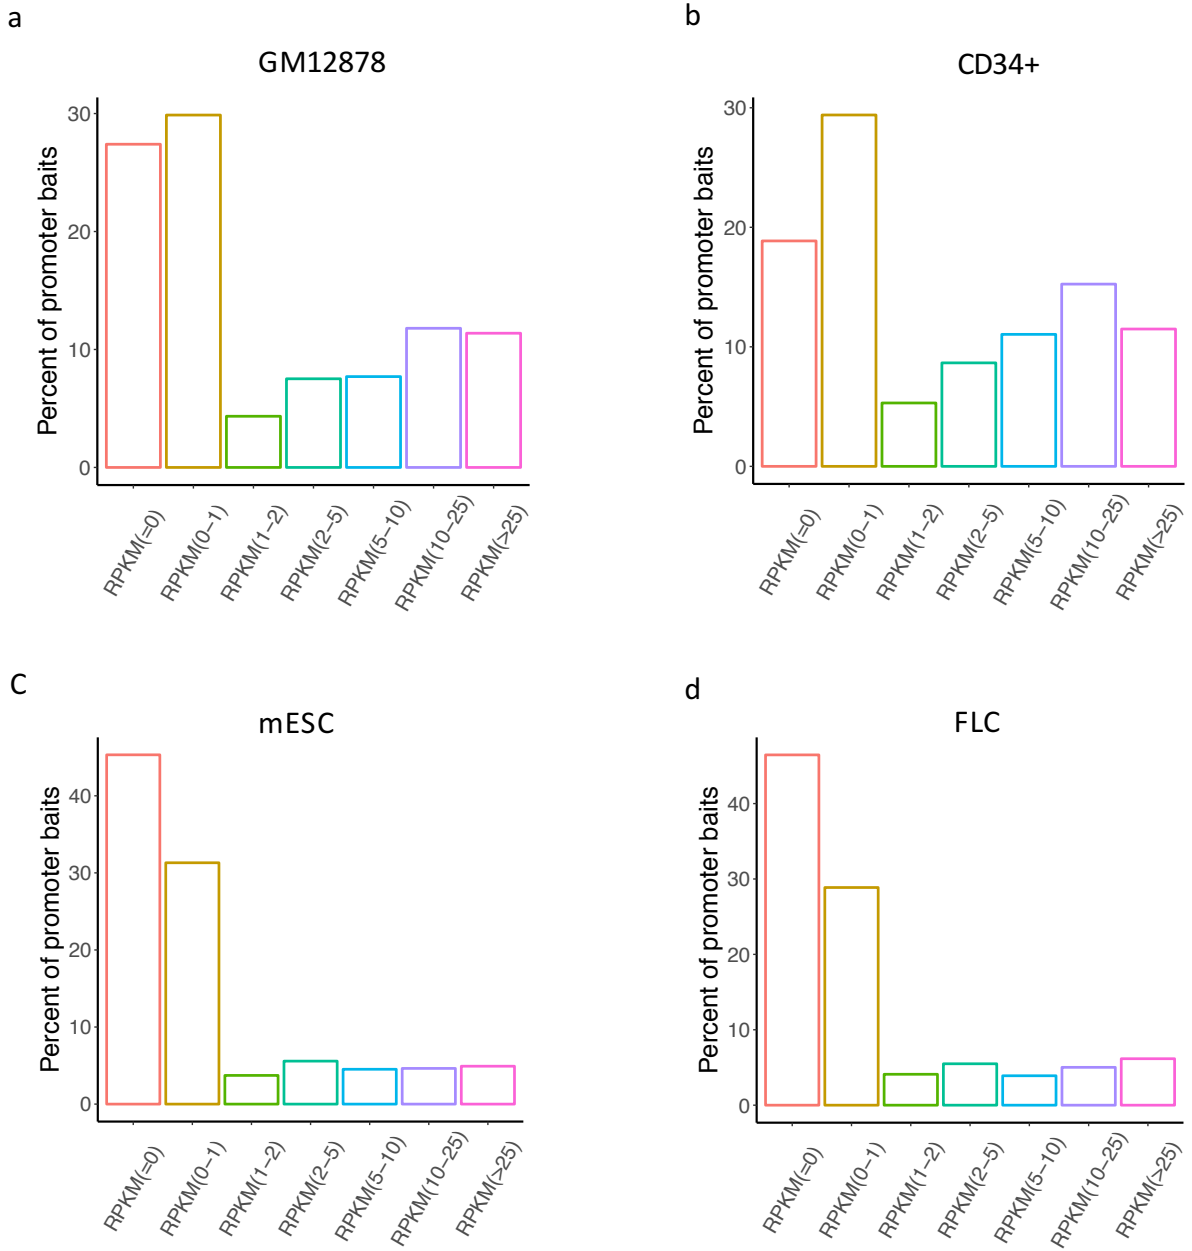 a
GM12878
Percent of promoter baits
30
20
10
0
RPKM(=0)
RPKM(0−1)
RPKM(1−2)
RPKM(2−5)
RPKM(5−10)
RPKM(10−25)
RPKM(>25)
b
CD34+
Percent of promoter baits
30
20
10
0
RPKM(=0)
RPKM(0−1)
RPKM(1−2)
RPKM(2−5)
RPKM(5−10)
RPKM(10−25)
RPKM(>25)
C
mESC
Percent of promoter baits
40
30
20
10
0
RPKM(=0)
RPKM(0−1)
RPKM(1−2)
RPKM(2−5)
RPKM(5−10)
RPKM(10−25)
RPKM(>25)
d
FLC
Percent of promoter baits
40
30
20
10
0
RPKM(=0)
RPKM(0−1)
RPKM(1−2)
RPKM(2−5)
RPKM(5−10)
RPKM(10−25)
RPKM(>25)